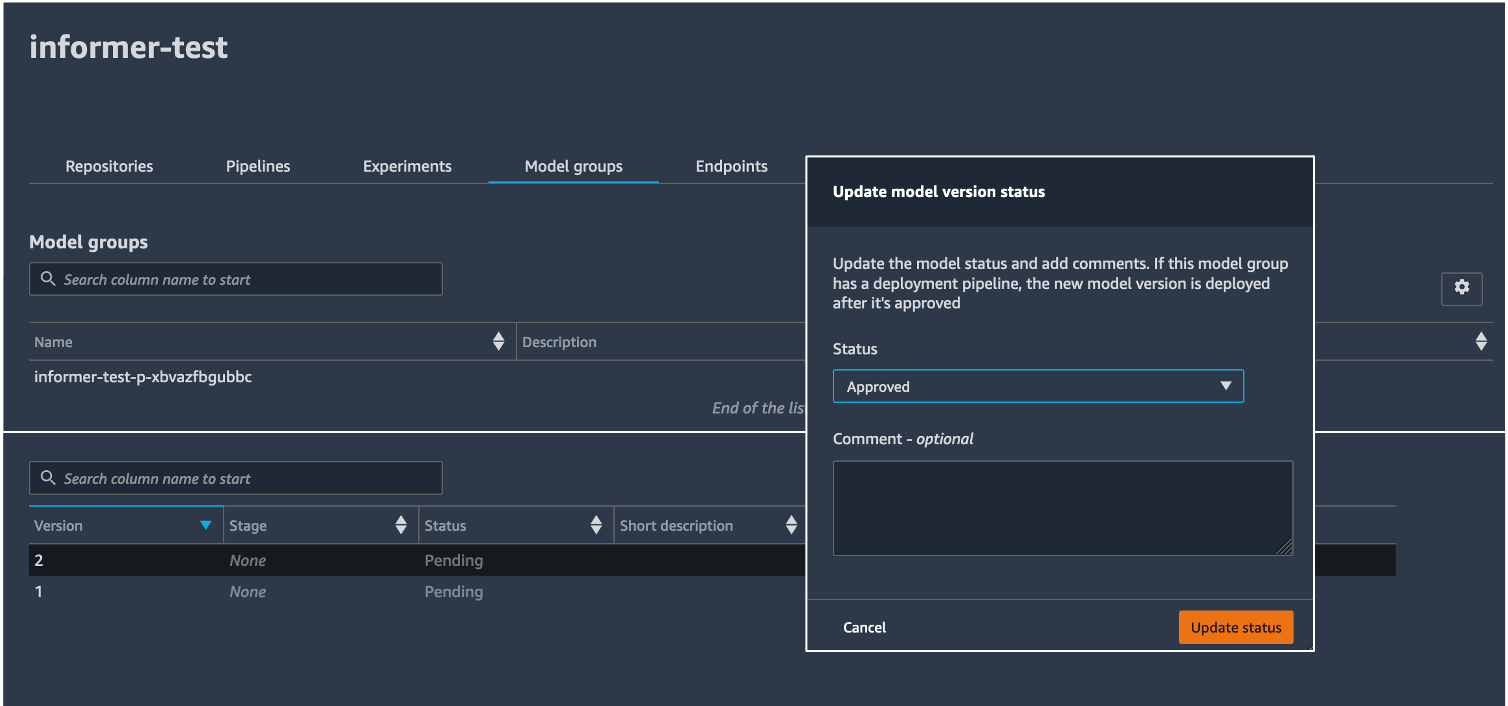 informer-test
Repositories Pipelines Experiments Model groups Endpoints
Model groups
Search column name to start
Name Description
informer-test-p-xbvazfbgubbc
End of the lis
Search column name to start
Version Stage Status Short description
2 None Pending
1 None Pending
Update model version status
Update the model status and add comments. If this model group
has a deployment pipeline, the new model version is deployed
after it's approved
Status
Approved
Comment - optional
Cancel Update status